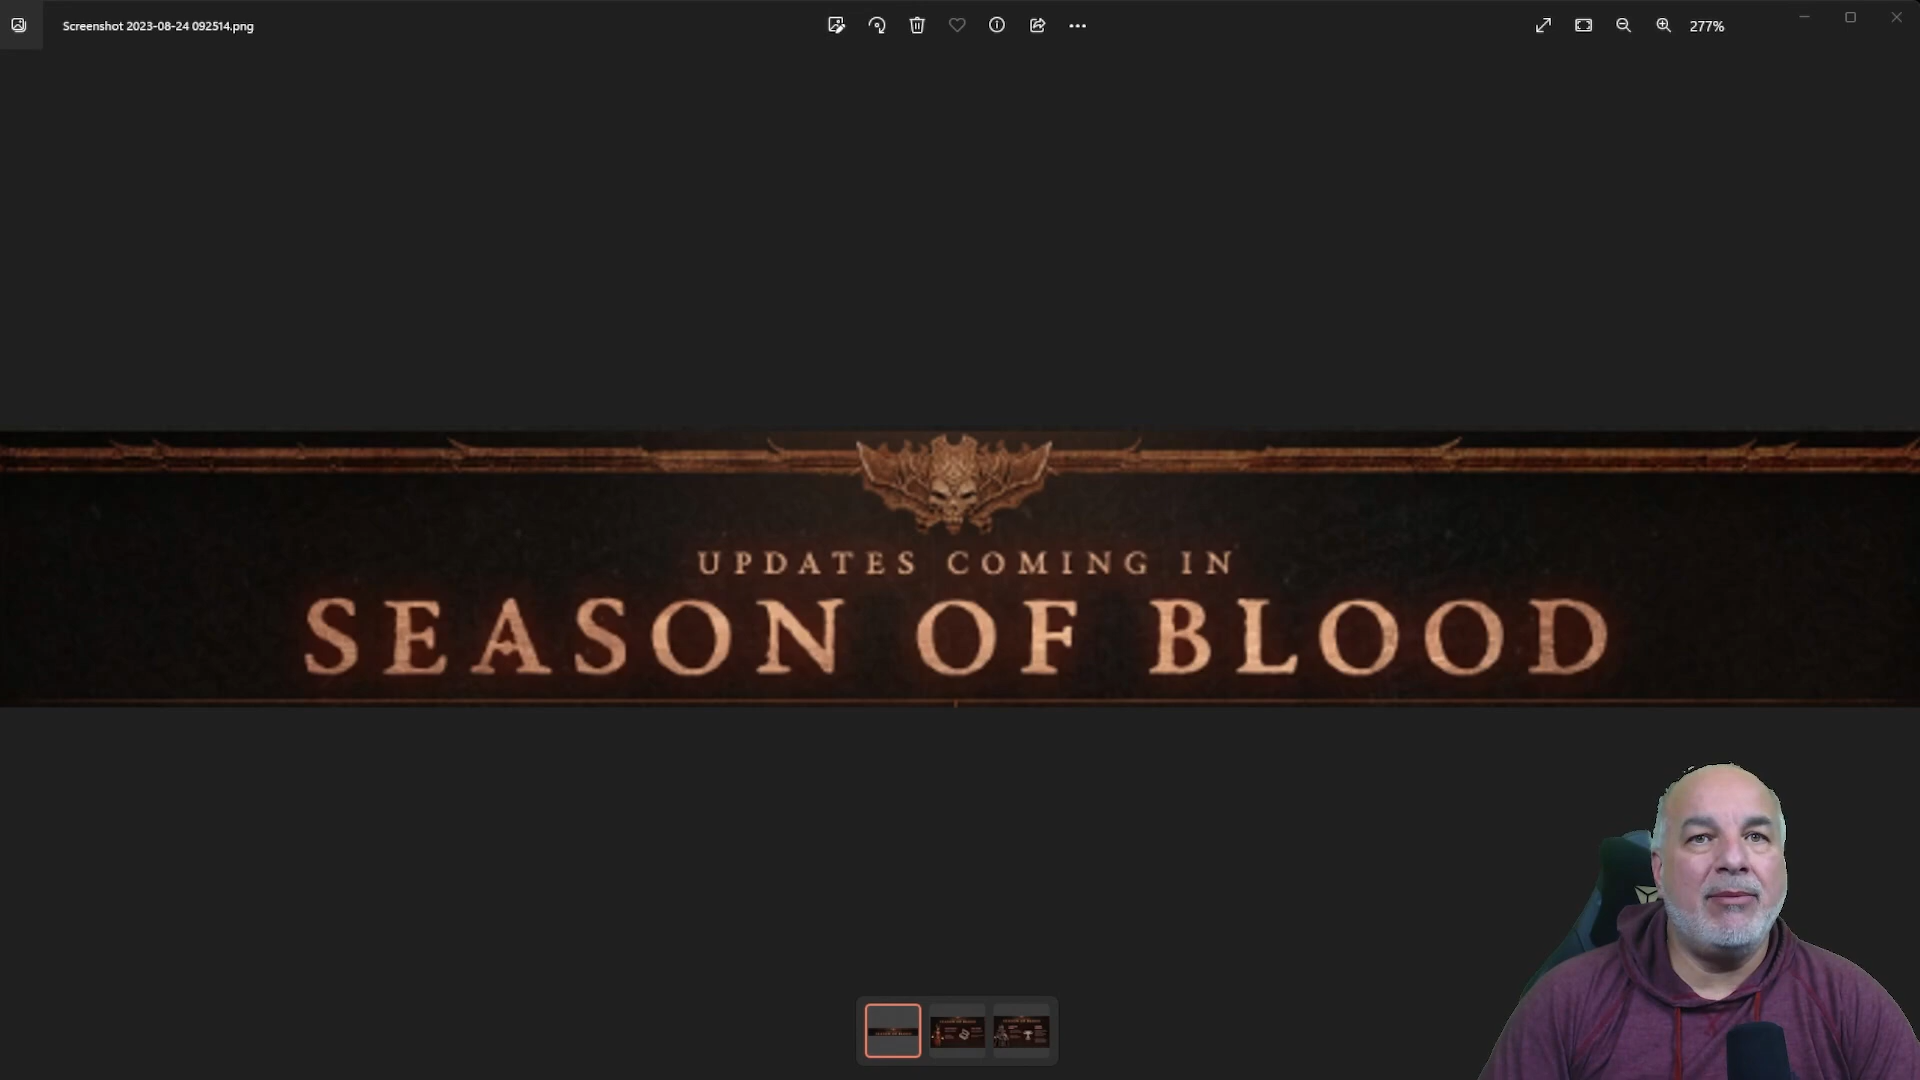 Screenshot 2023-08-24 092514.png
277%
UPDATES COMING IN
SEASON OF BLOOD